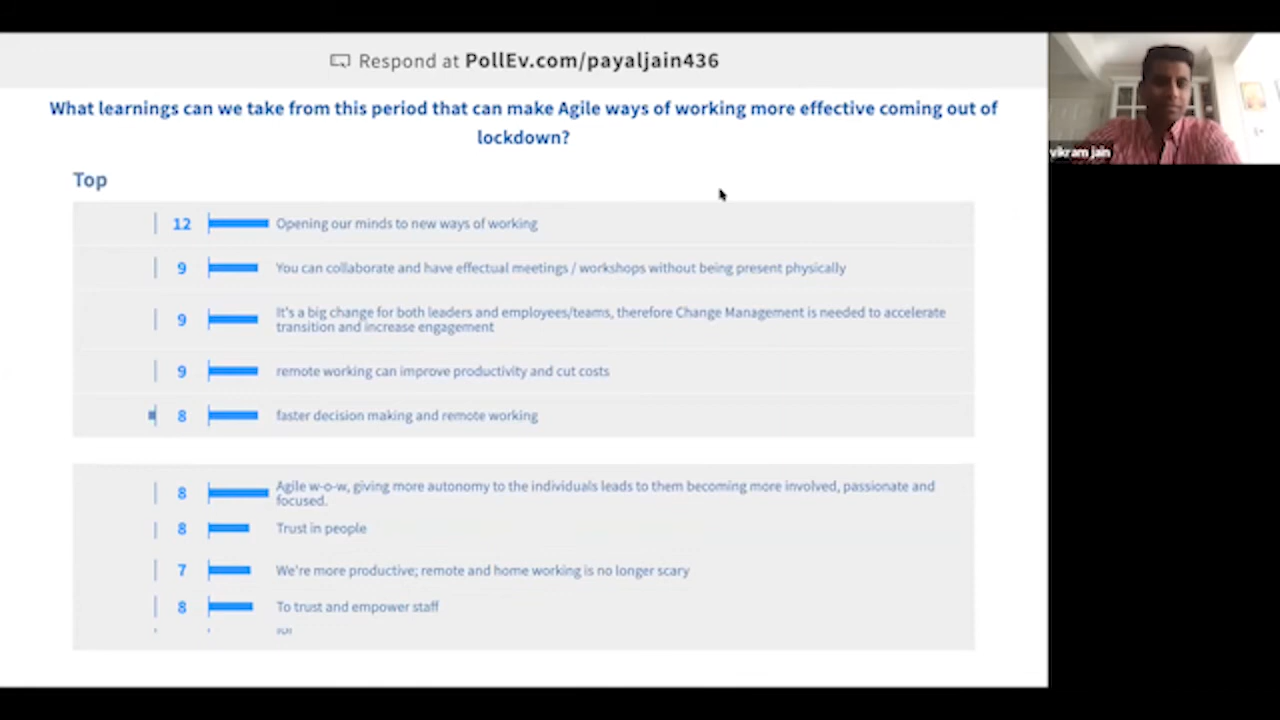 Respond at PollEv.com/payaljain436
What learnings can we take from this period that can make Agile ways of working more effective coming out of
lockdown?
Top
12 Opening our minds to new ways of working
9 You can collaborate and have effectual meetings / workshops without being present physically
9 It's a big change for both leaders and employees/teams, therefore Change Management is needed to accelerate
transition and increase engagement
9 remote working can improve productivity and cut costs
8 faster decision making and remote working
8 Agile w-o-w, giving more autonomy to the individuals leads to them becoming more involved, passionate and
focused.
8 Trust in people
7 We're more productive; remote and home working is no longer scary
8 To trust and empower staff
vikram jain